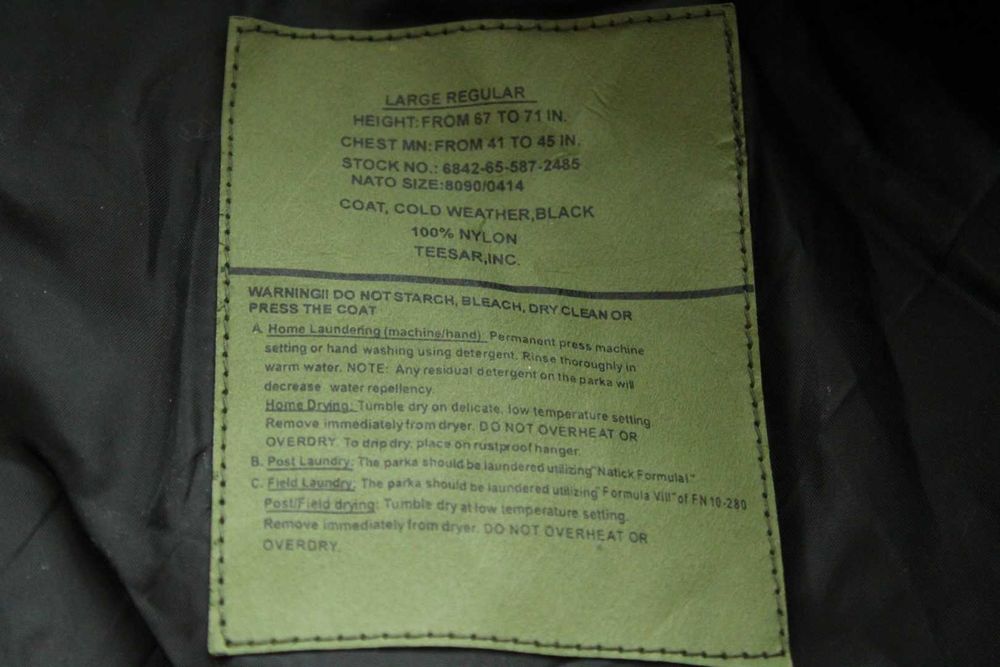 LARGE REGULAR
HEIGHT:FROM 67 TO 71 IN.
CHEST MN: FROM 41 TO 45 IN.
STOCK NO.: 6842-65-587-2485
NATO SIZE:8090/0414
COAT, COLD WEATHER,BLACK
100% NYLON
TEESAR,INC.
WARNING!! DO NOT STARCH, BLEACH, DRY CLEAN OR
PRESS THE COAT
A. Home Laundering (machine/hand): Permanent press machine
setting or hand washing using detergent. Rinse thoroughly in
warm water. NOTE: Any residual detergent on the parka will
decrease water repellency.
Home Drying: Tumble dry on delicate, low temperature setting
Remove immediately from dryer. DO NOT OVERHEAT OR
OVERDRY. To drip dry, place on rustproof hanger.
B. Post Laundry: The parka should be laundered utilizing "Natick FormulaI"
C. Field Laundry: The parka should be laundered utilizing "Formula VIII" of FN 10-280
Post/Field drying: Tumble dry at low temperature setting.
Remove immediately from dryer. DO NOT OVERHEAT OR
OVERDRY.